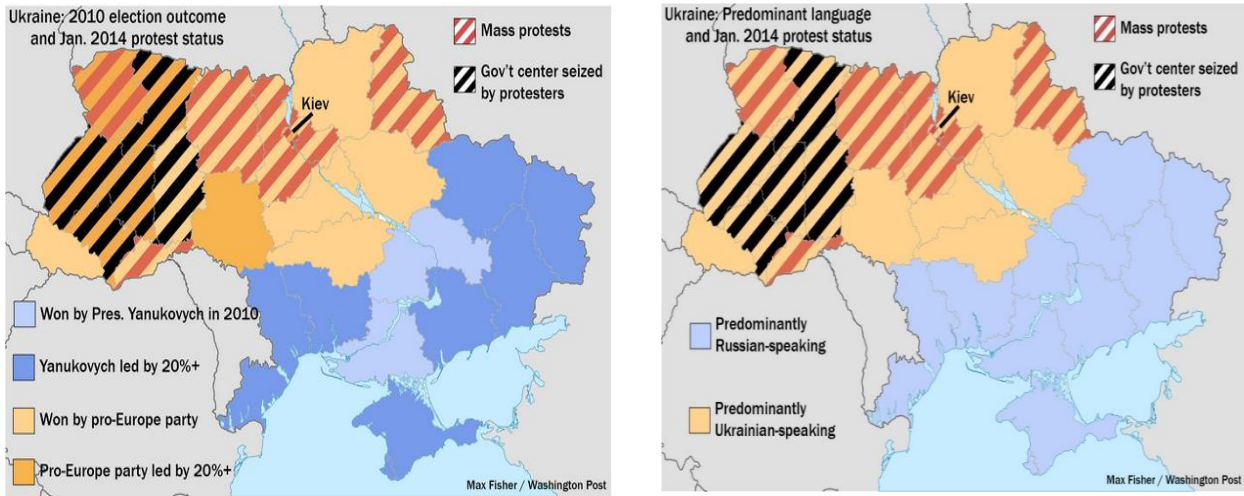 Ukraine: 2010 election outcome
and Jan. 2014 protest status
Mass protests
Gov't center seized
by protesters
Kiev
Won by Pres. Yanukovych in 2010
Yanukovych led by 20%+
Won by pro-Europe party
Pro-Europe party led by 20%+
Max Fisher / Washington Post
Ukraine: Predominant language
and Jan. 2014 protest status
Mass protests
Gov't center seized
by protesters
Kiev
Predominantly
Russian-speaking
Predominantly
Ukrainian-speaking
Max Fisher / Washington Post